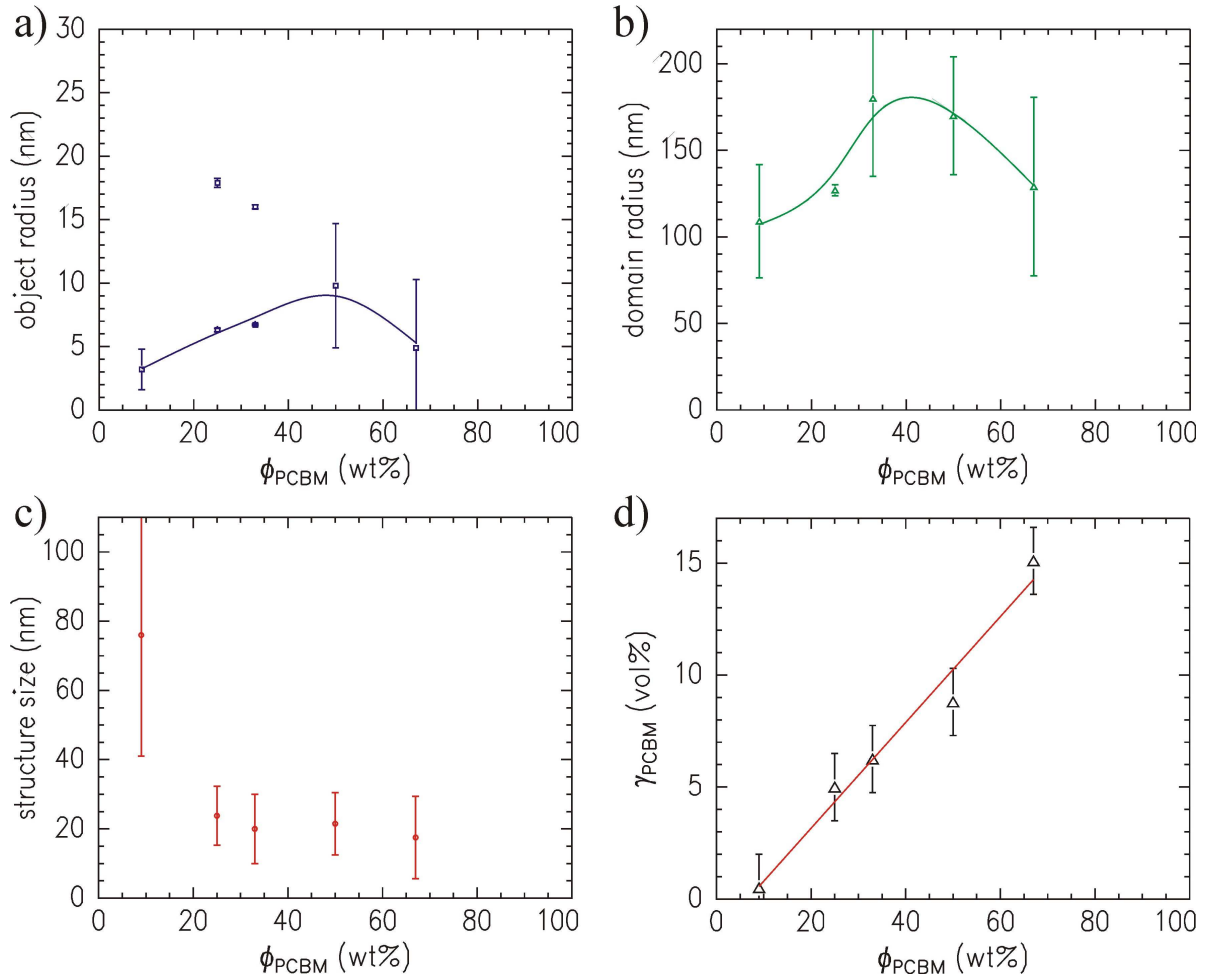 a)
object radius (nm)
30
25
20
15
10
5
0
0 20 40 60 80 100
ϕPCBM (wt%)
b)
domain radius (nm)
200
150
100
50
0
0 20 40 60 80 100
ϕPCBM (wt%)
c)
structure size (nm)
100
80
60
40
20
0
0 20 40 60 80 100
ϕPCBM (wt%)
d)
γPCBM (vol%)
15
10
5
0
0 20 40 60 80 100
ϕPCBM (wt%)